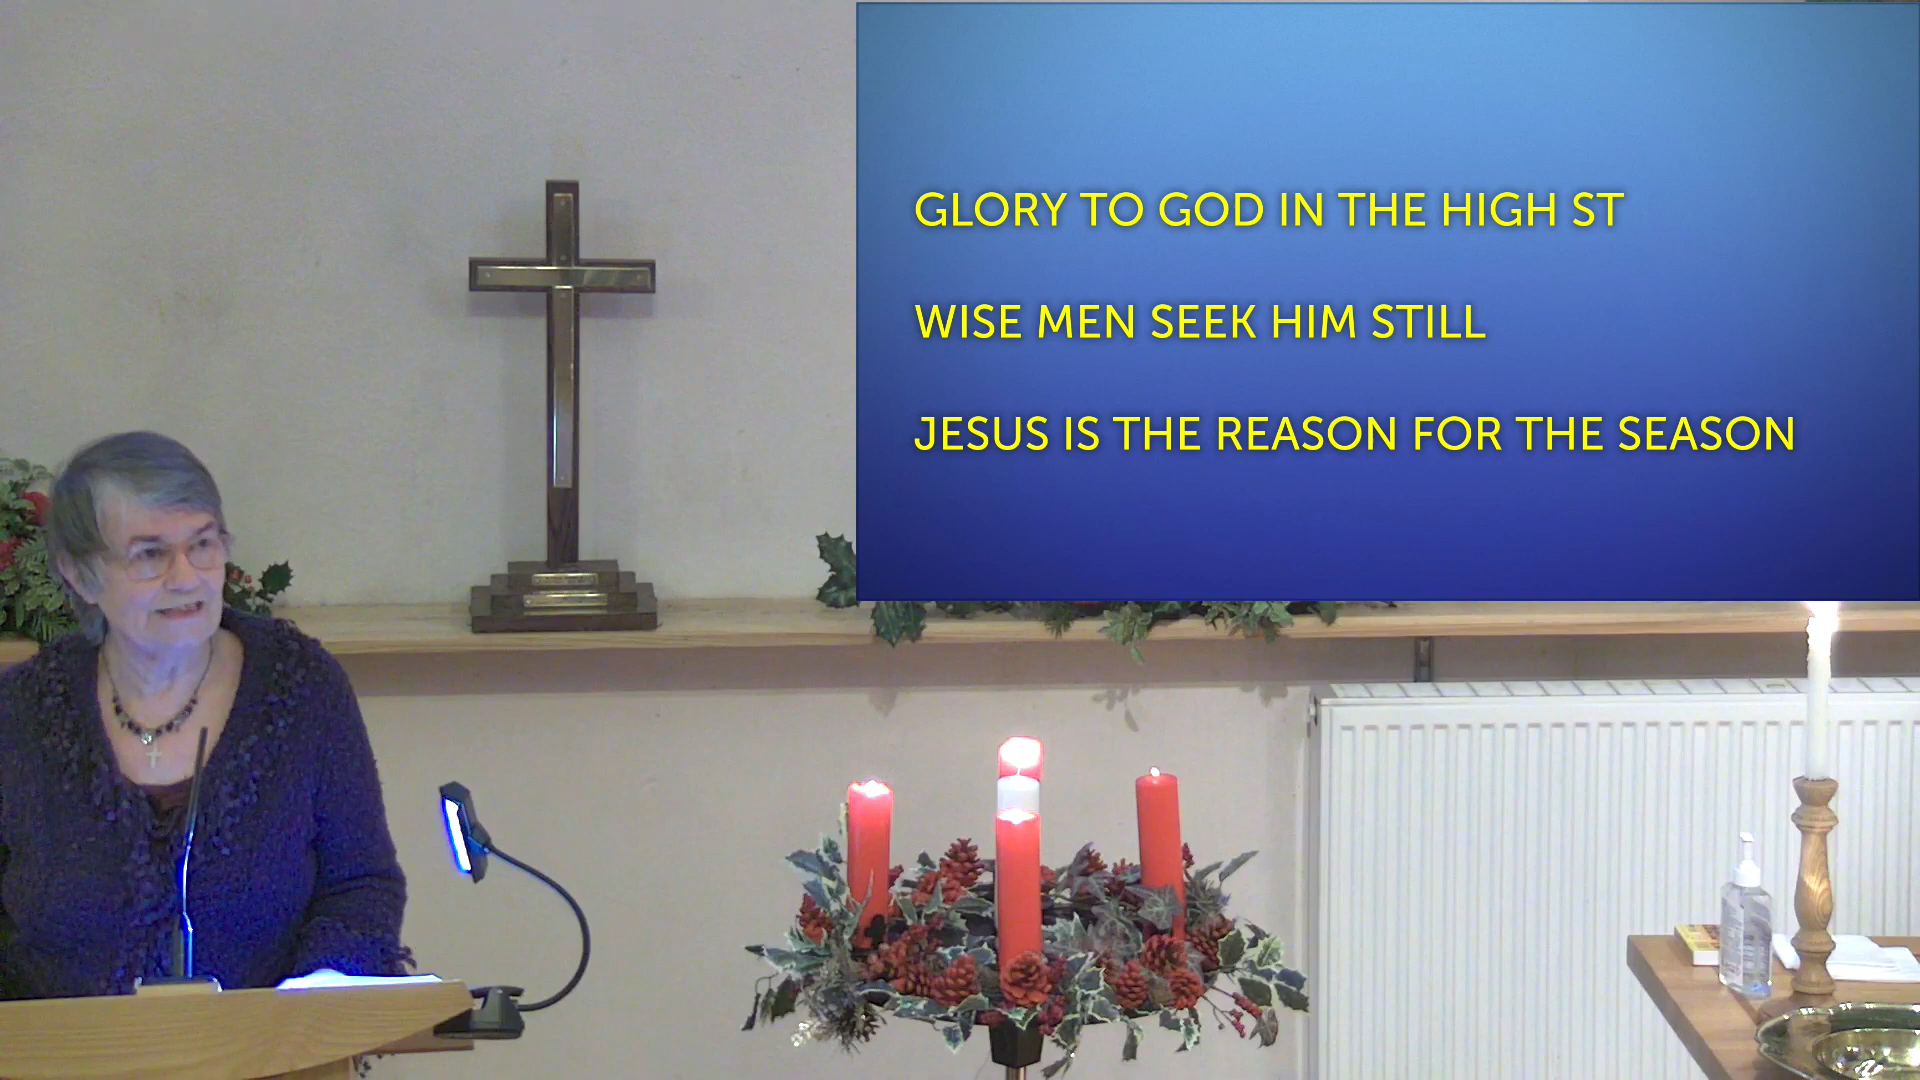 GLORY TO GOD IN THE HIGH ST
WISE MEN SEEK HIM STILL
JESUS IS THE REASON FOR THE SEASON